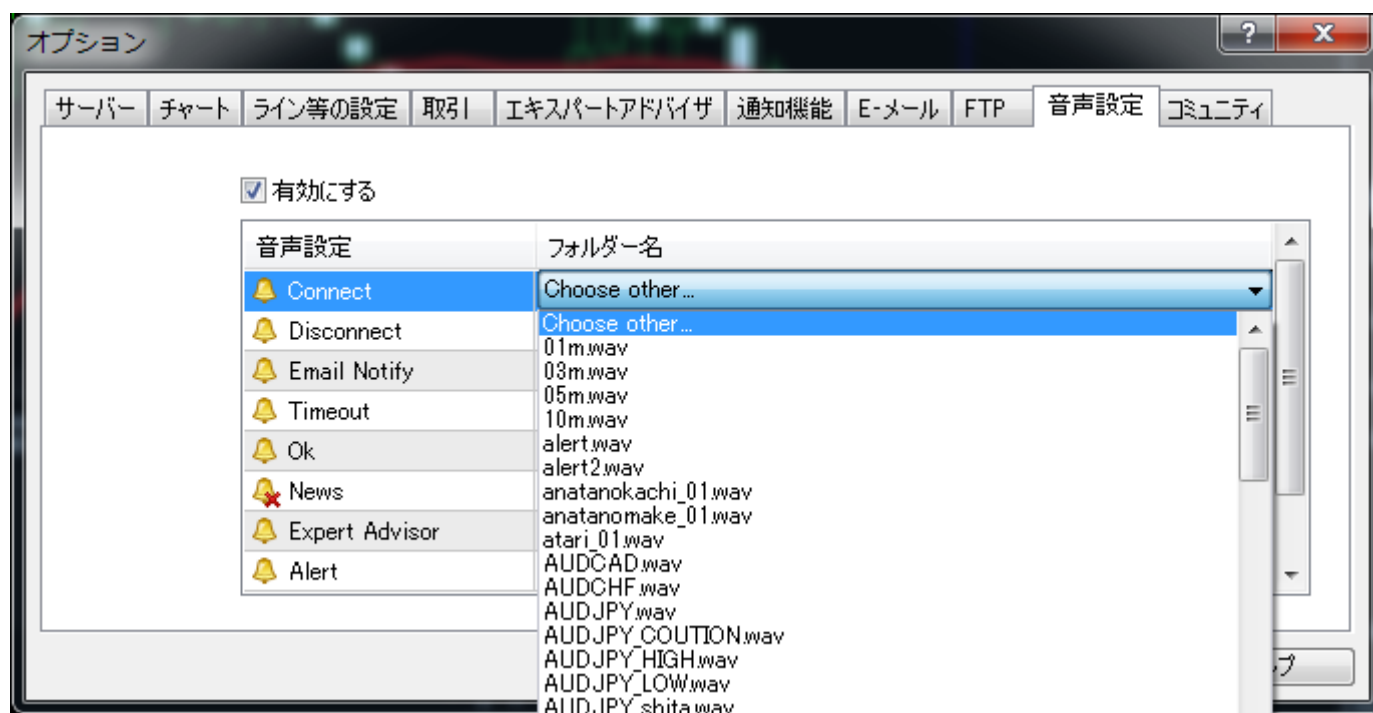 オプション
サーバー チャート ライン等の設定 取引 エキスパートアドバイザ 通知機能 E-メール FTP 音声設定 コミュニティ
有効にする
音声設定 フォルダー名
Connect Choose other...
Disconnect
Email Notify
Timeout
Ok
News
Expert Advisor
Alert
Choose other...
01m.wav
03m.wav
05m.wav
10m.wav
alert.wav
alert2.wav
anatanokachi_01.wav
anatanomake_01.wav
atari_01.wav
AUDCAD.wav
AUDCHF.wav
AUDJPY.wav
AUDJPY_COUTION.wav
AUDJPY_HIGH.wav
AUDJPY_LOW.wav
AUDJPY_shita.wav